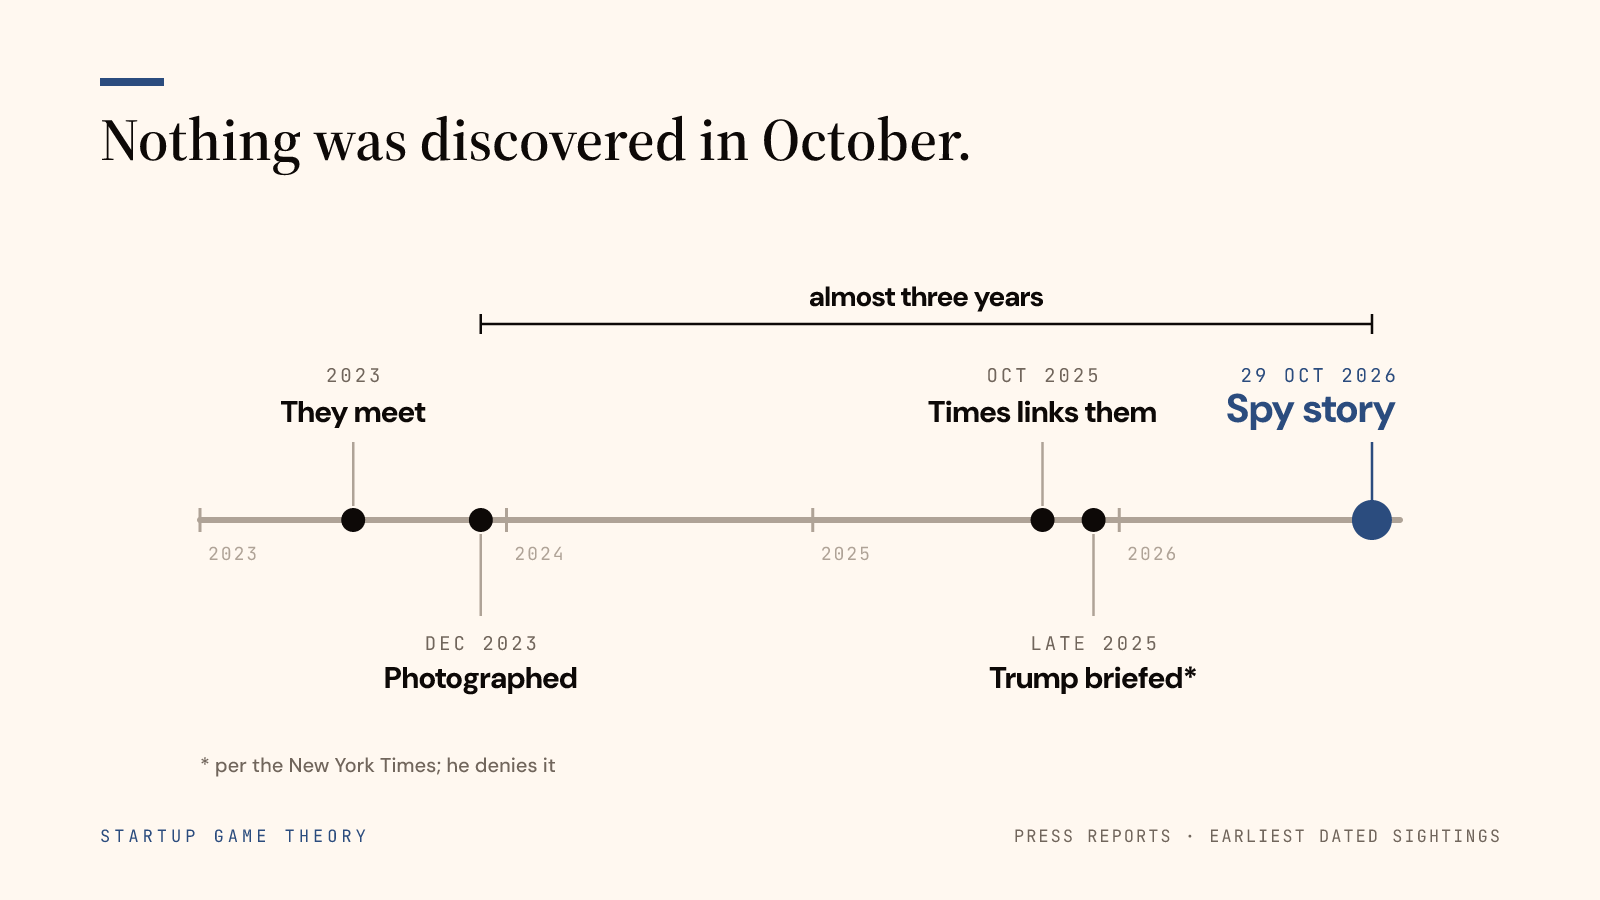 Nothing was discovered in October.
almost three years
2023
They meet
OCT 2025
Times links them
29 OCT 2026
Spy story
2023
2024
2025
2026
DEC 2023
Photographed
LATE 2025
Trump briefed*
* per the New York Times; he denies it
STARTUP GAME THEORY
PRESS REPORTS · EARLIEST DATED SIGHTINGS